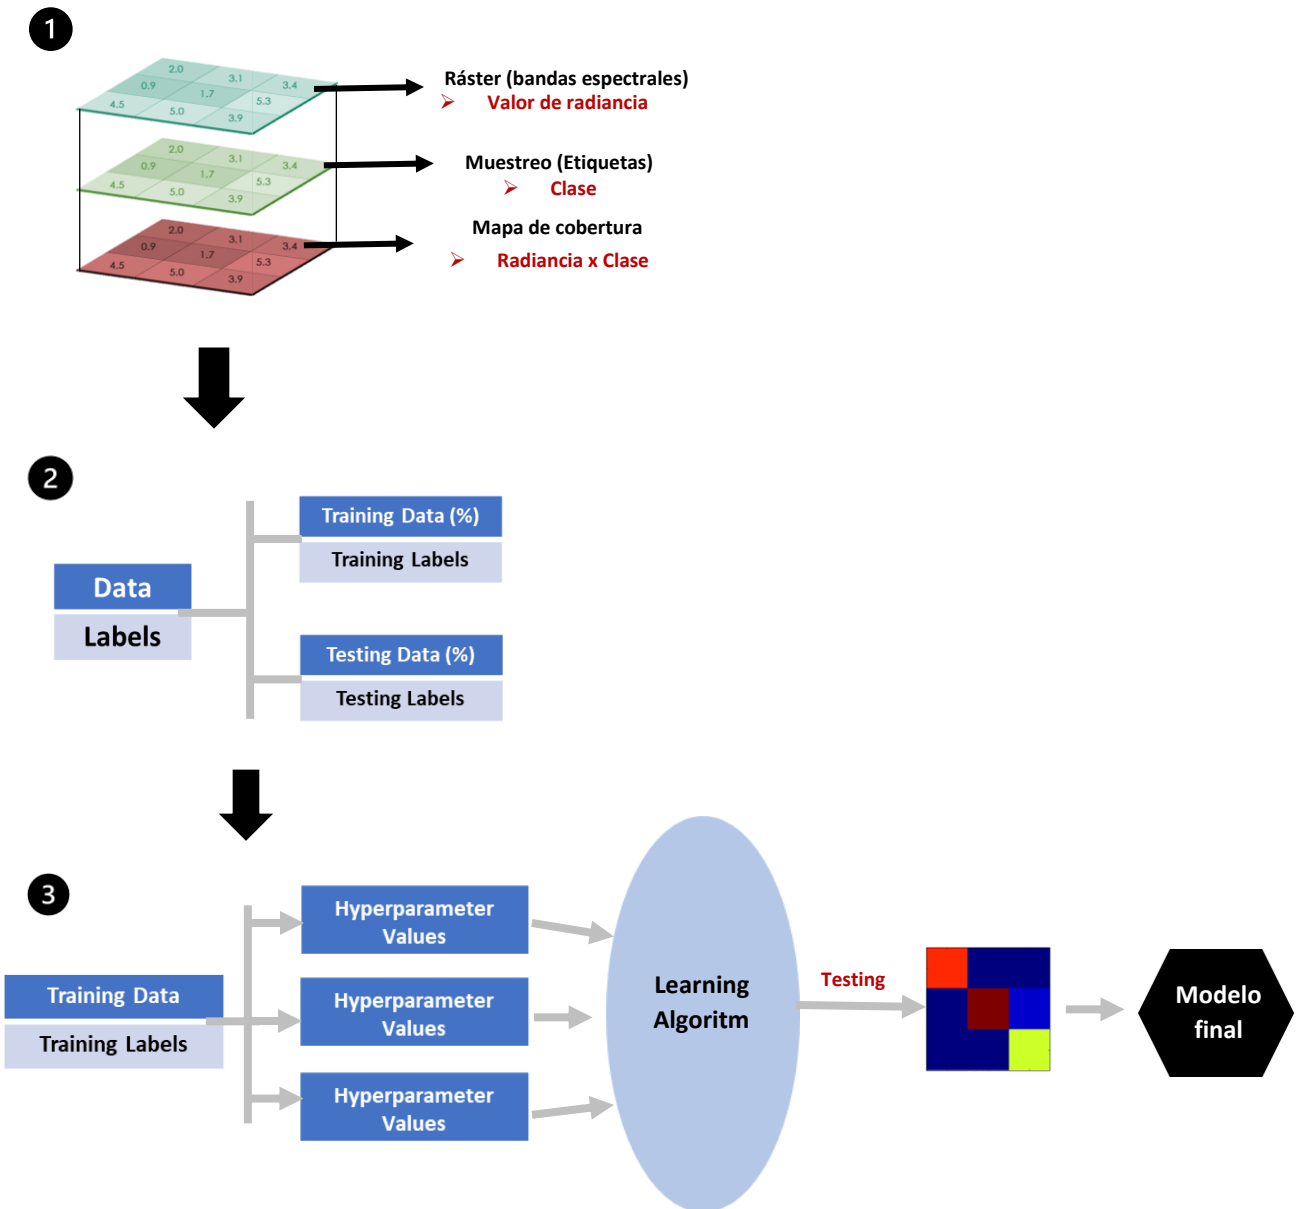 1
2.0
3.1
3.4
0.9
1.7
5.3
4.5
5.0
3.9
Ráster (bandas espectrales)
Valor de radiancia
2.0
3.1
3.4
0.9
1.7
5.3
4.5
5.0
3.9
Muestreo (Etiquetas)
Clase
2.0
3.1
3.4
0.9
1.7
5.3
4.5
5.0
3.9
Mapa de cobertura
Radiancia x Clase
2
Data
Labels
Training Data (%)
Training Labels
Testing Data (%)
Testing Labels
3
Training Data
Training Labels
Hyperparameter
Values
Hyperparameter
Values
Hyperparameter
Values
Learning
Algoritm
Testing
Modelo
final